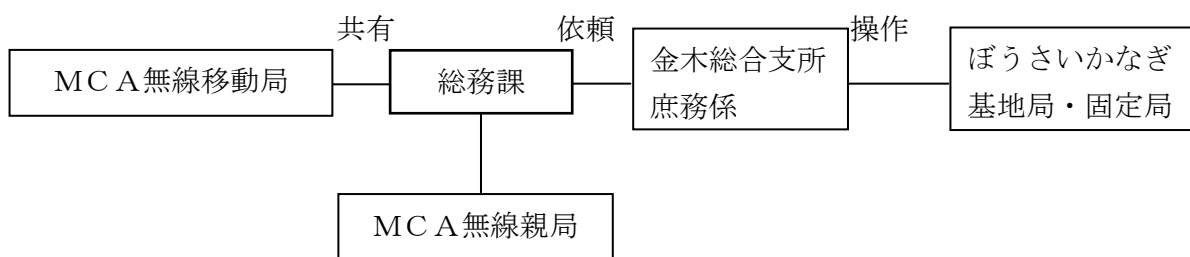 共有
依頼
操作
ＭＣＡ無線移動局
総務課
金木総合支所
庶務係
ぼうさいかなぎ
基地局・固定局
ＭＣＡ無線親局